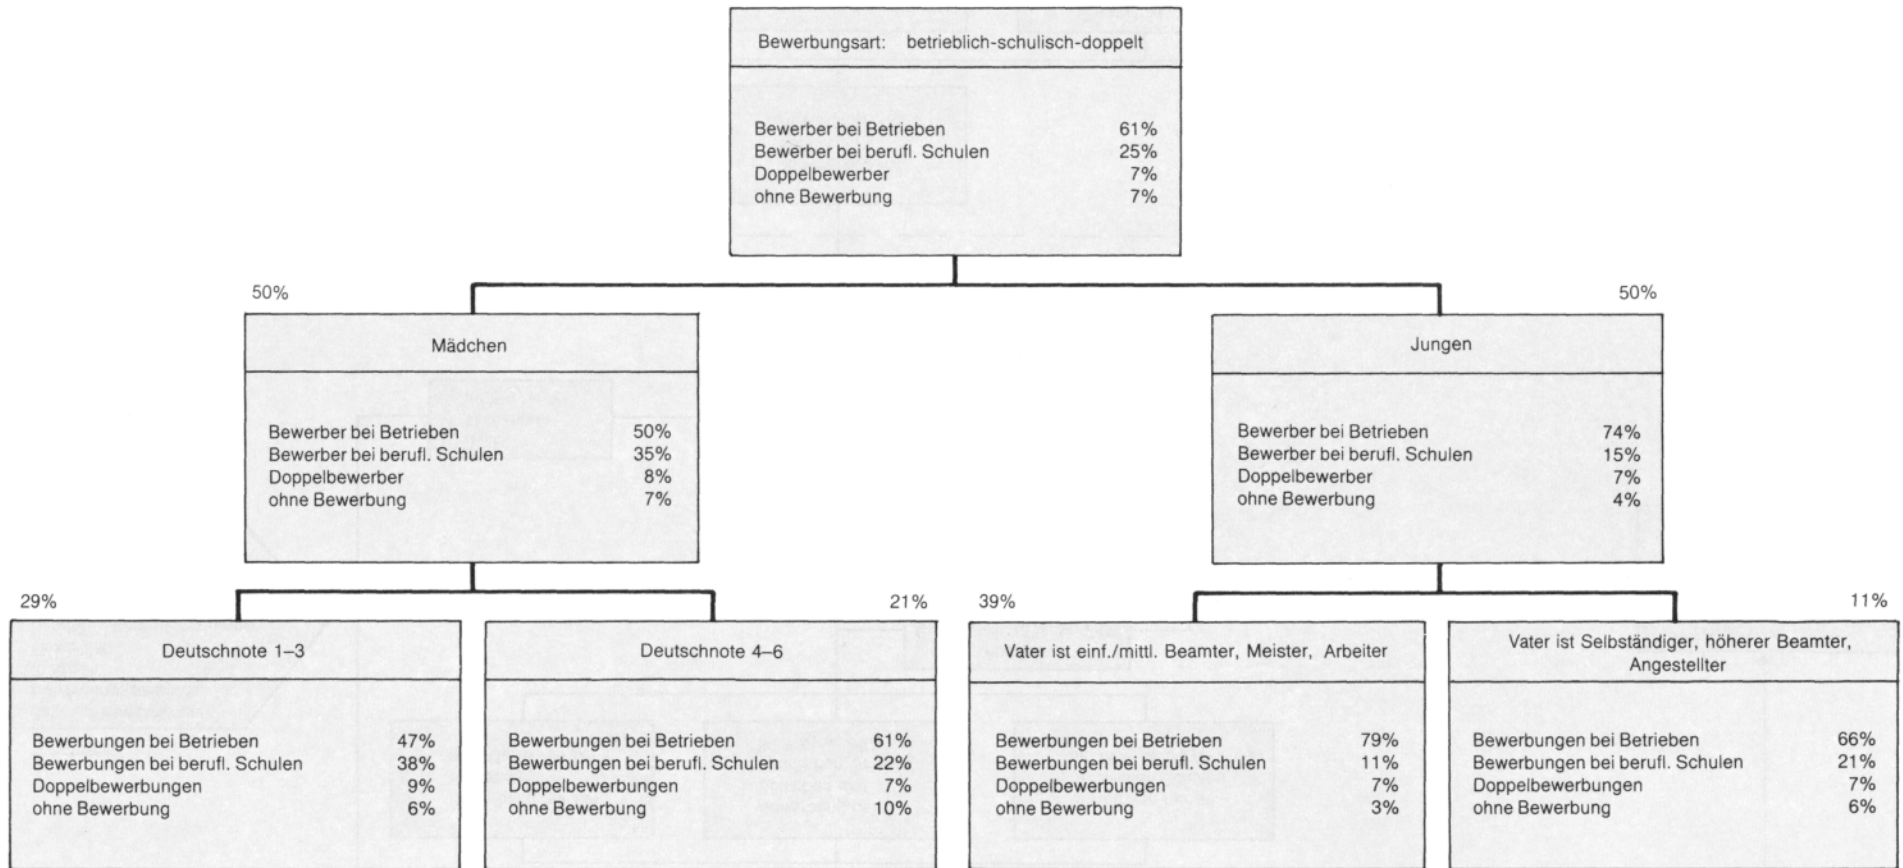 Bewerbungsart: betrieblich-schulisch-doppelt
Bewerber bei Betrieben 61%
Bewerber bei berufl. Schulen 25%
Doppelbewerber 7%
ohne Bewerbung 7%
50%
Mädchen
Bewerber bei Betrieben 50%
Bewerber bei berufl. Schulen 35%
Doppelbewerber 8%
ohne Bewerbung 7%
50%
Jungen
Bewerber bei Betrieben 74%
Bewerber bei berufl. Schulen 15%
Doppelbewerber 7%
ohne Bewerbung 4%
29%
Deutschnote 1–3
Bewerbungen bei Betrieben 47%
Bewerbungen bei berufl. Schulen 38%
Doppelbewerbungen 9%
ohne Bewerbung 6%
21%
Deutschnote 4–6
Bewerbungen bei Betrieben 61%
Bewerbungen bei berufl. Schulen 22%
Doppelbewerbungen 7%
ohne Bewerbung 10%
39%
Vater ist einf./mittl. Beamter, Meister, Arbeiter
Bewerbungen bei Betrieben 79%
Bewerbungen bei berufl. Schulen 11%
Doppelbewerbungen 7%
ohne Bewerbung 3%
11%
Vater ist Selbständiger, höherer Beamter,
Angestellter
Bewerbungen bei Betrieben 66%
Bewerbungen bei berufl. Schulen 21%
Doppelbewerbungen 7%
ohne Bewerbung 6%